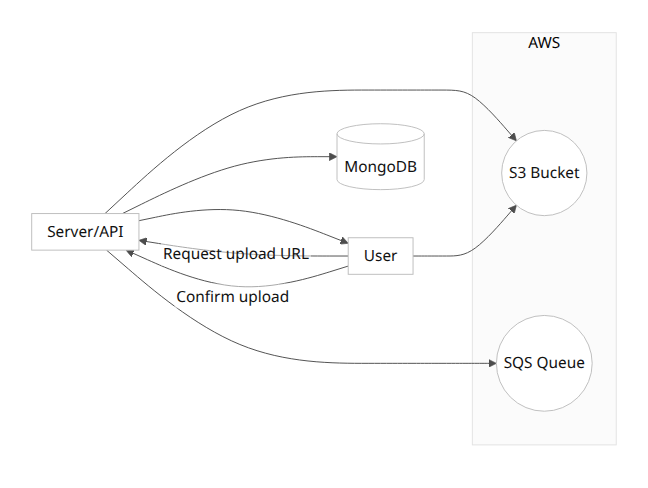 AWS
MongoDB
S3 Bucket
Server/API
Request upload URL
User
Confirm upload
SQS Queue